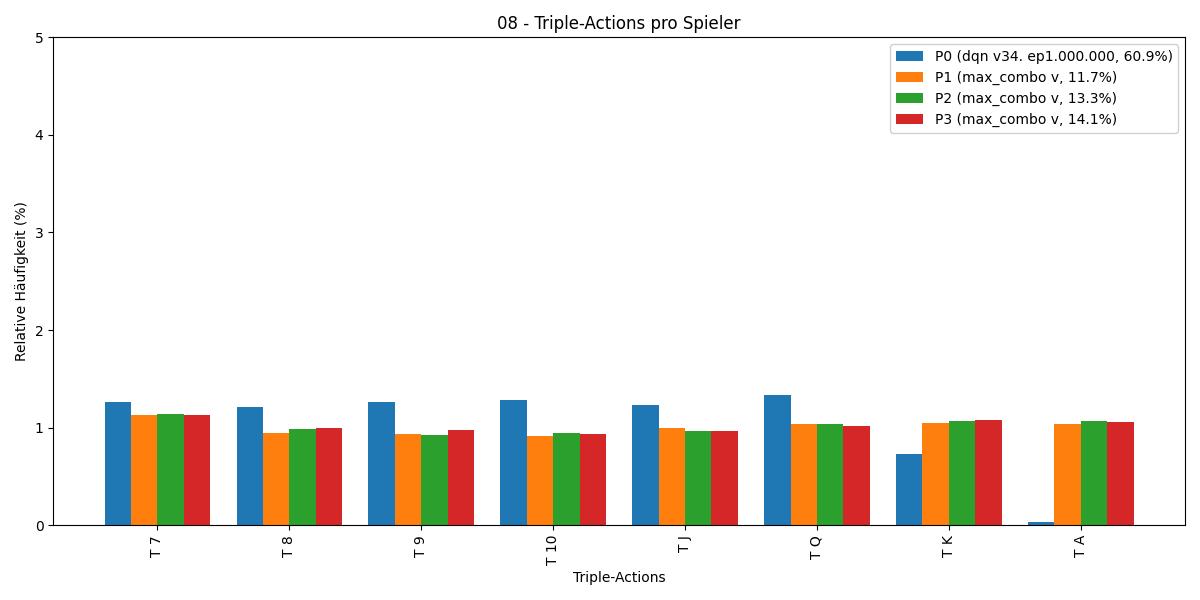 08 - Triple-Actions pro Spieler
P0 (dqn v34. ep1.000.000, 60.9%)
P1 (max_combo v, 11.7%)
P2 (max_combo v, 13.3%)
P3 (max_combo v, 14.1%)
Relative Häufigkeit (%)
5
4
3
2
1
0
T 7
T 8
T 9
T 10
T J
T Q
T K
T A
Triple-Actions